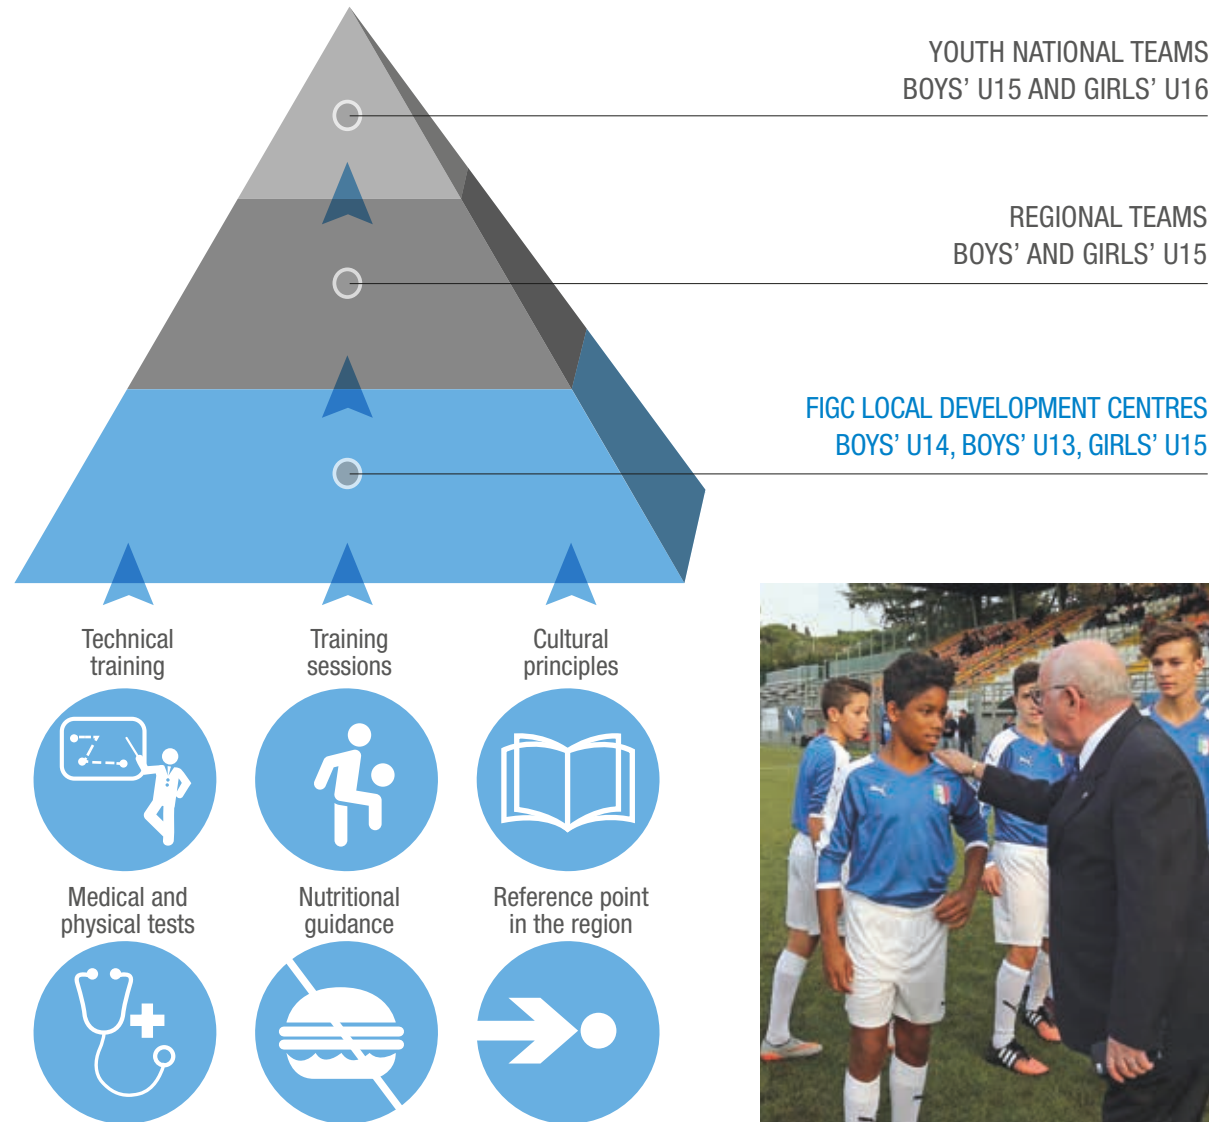 YOUTH NATIONAL TEAMS
BOYS’ U15 AND GIRLS’ U16
REGIONAL TEAMS
BOYS’ AND GIRLS’ U15
FIGC LOCAL DEVELOPMENT CENTRES
BOYS’ U14, BOYS’ U13, GIRLS’ U15
Technical
training
Training
sessions
Cultural
principles
Medical and
physical tests
Nutritional
guidance
Reference point
in the region